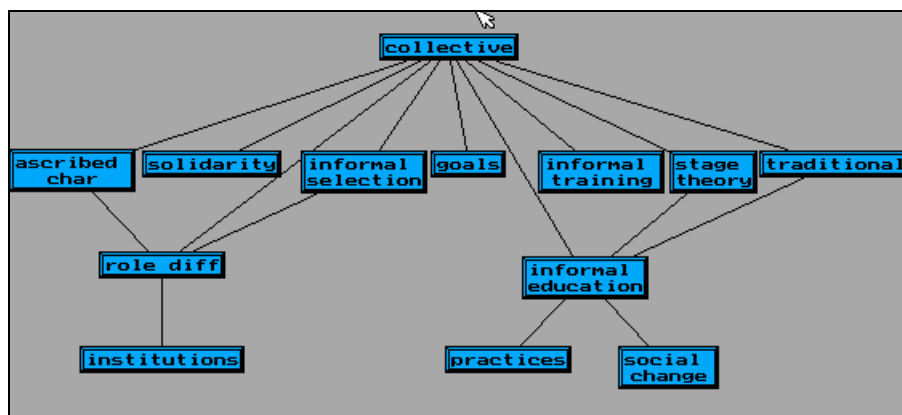 collective
ascribed
char
solidarity
informal
selection
goals
informal
training
stage
theory
traditional
role diff
informal
education
institutions
practices
social
change